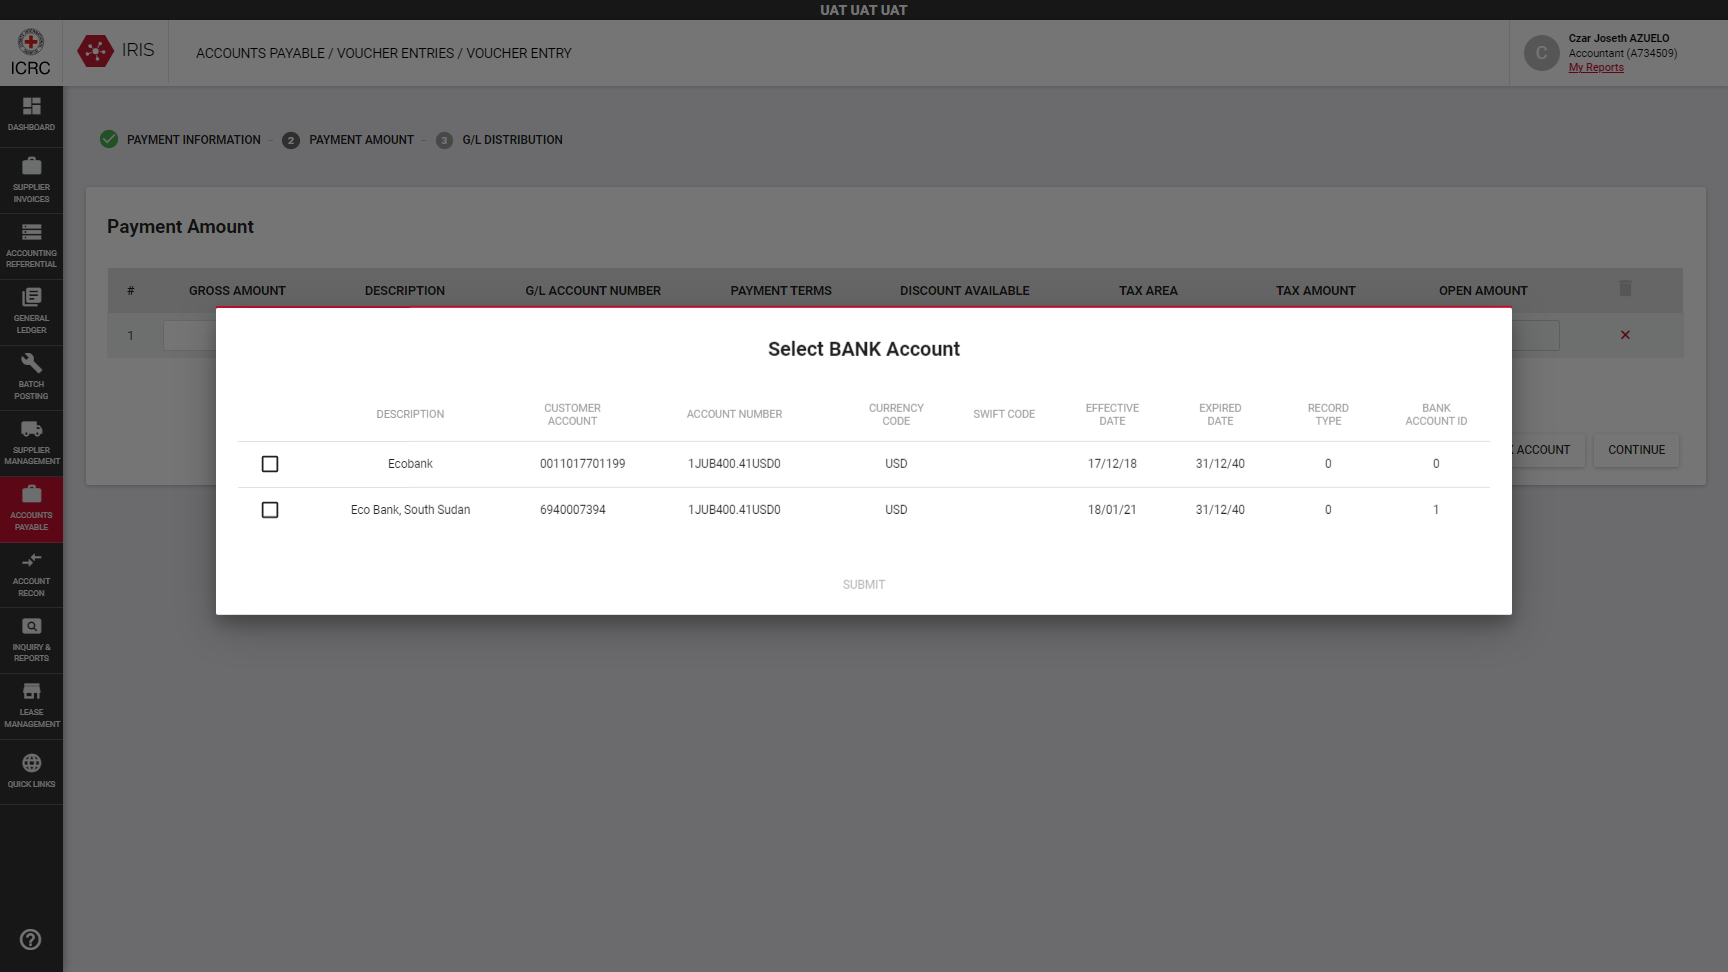 UAT UAT UAT
ICRC
IRIS
ACCOUNTS PAYABLE / VOUCHER ENTRIES / VOUCHER ENTRY
C
Czar Joseth AZUELO
Accountant (A734509)
My Reports
DASHBOARD
SUPPLIER
INVOICES
ACCOUNTING
REFERENTIAL
GENERAL
LEDGER
BATCH
POSTING
SUPPLIER
MANAGEMENT
ACCOUNTS
PAYABLE
ACCOUNT
RECON
INQUIRY &
REPORTS
LEASE
MANAGEMENT
QUICK LINKS
PAYMENT INFORMATION - 2 PAYMENT AMOUNT - 3 G/L DISTRIBUTION
Payment Amount
# GROSS AMOUNT DESCRIPTION G/L ACCOUNT NUMBER PAYMENT TERMS DISCOUNT AVAILABLE TAX AREA TAX AMOUNT OPEN AMOUNT
1
Select BANK Account
DESCRIPTION CUSTOMER ACCOUNT ACCOUNT NUMBER CURRENCY CODE SWIFT CODE EFFECTIVE DATE EXPIRED DATE RECORD TYPE BANK ACCOUNT ID
Ecobank 0011017701199 1JUB400.41USD0 USD 17/12/18 31/12/40 0 0
Eco Bank, South Sudan 6940007394 1JUB400.41USD0 USD 18/01/21 31/12/40 0 1
SUBMIT
ACCOUNT CONTINUE